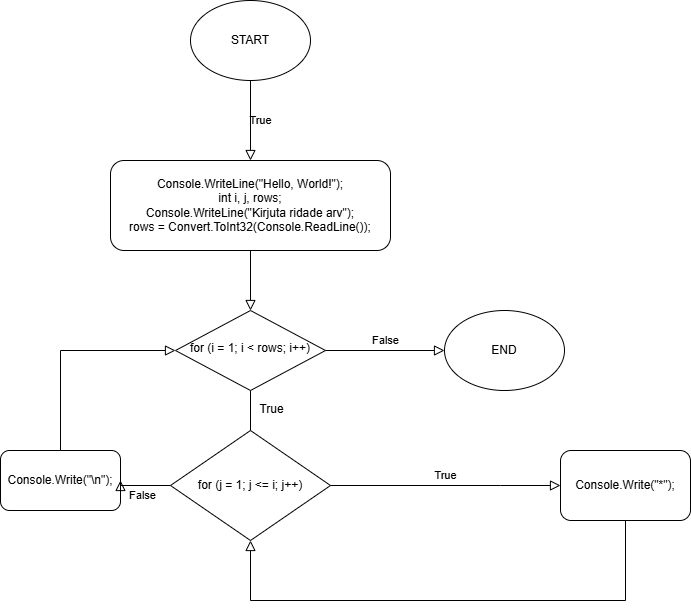 START
True
Console.WriteLine("Hello, World!");
int i, j, rows;
Console.WriteLine("Kirjuta ridade arv");
rows = Convert.ToInt32(Console.ReadLine());
for (i = 1; i < rows; i++)
False
END
True
for (j = 1; j <= i; j++)
True
Console.Write("*");
False
Console.Write("\n");